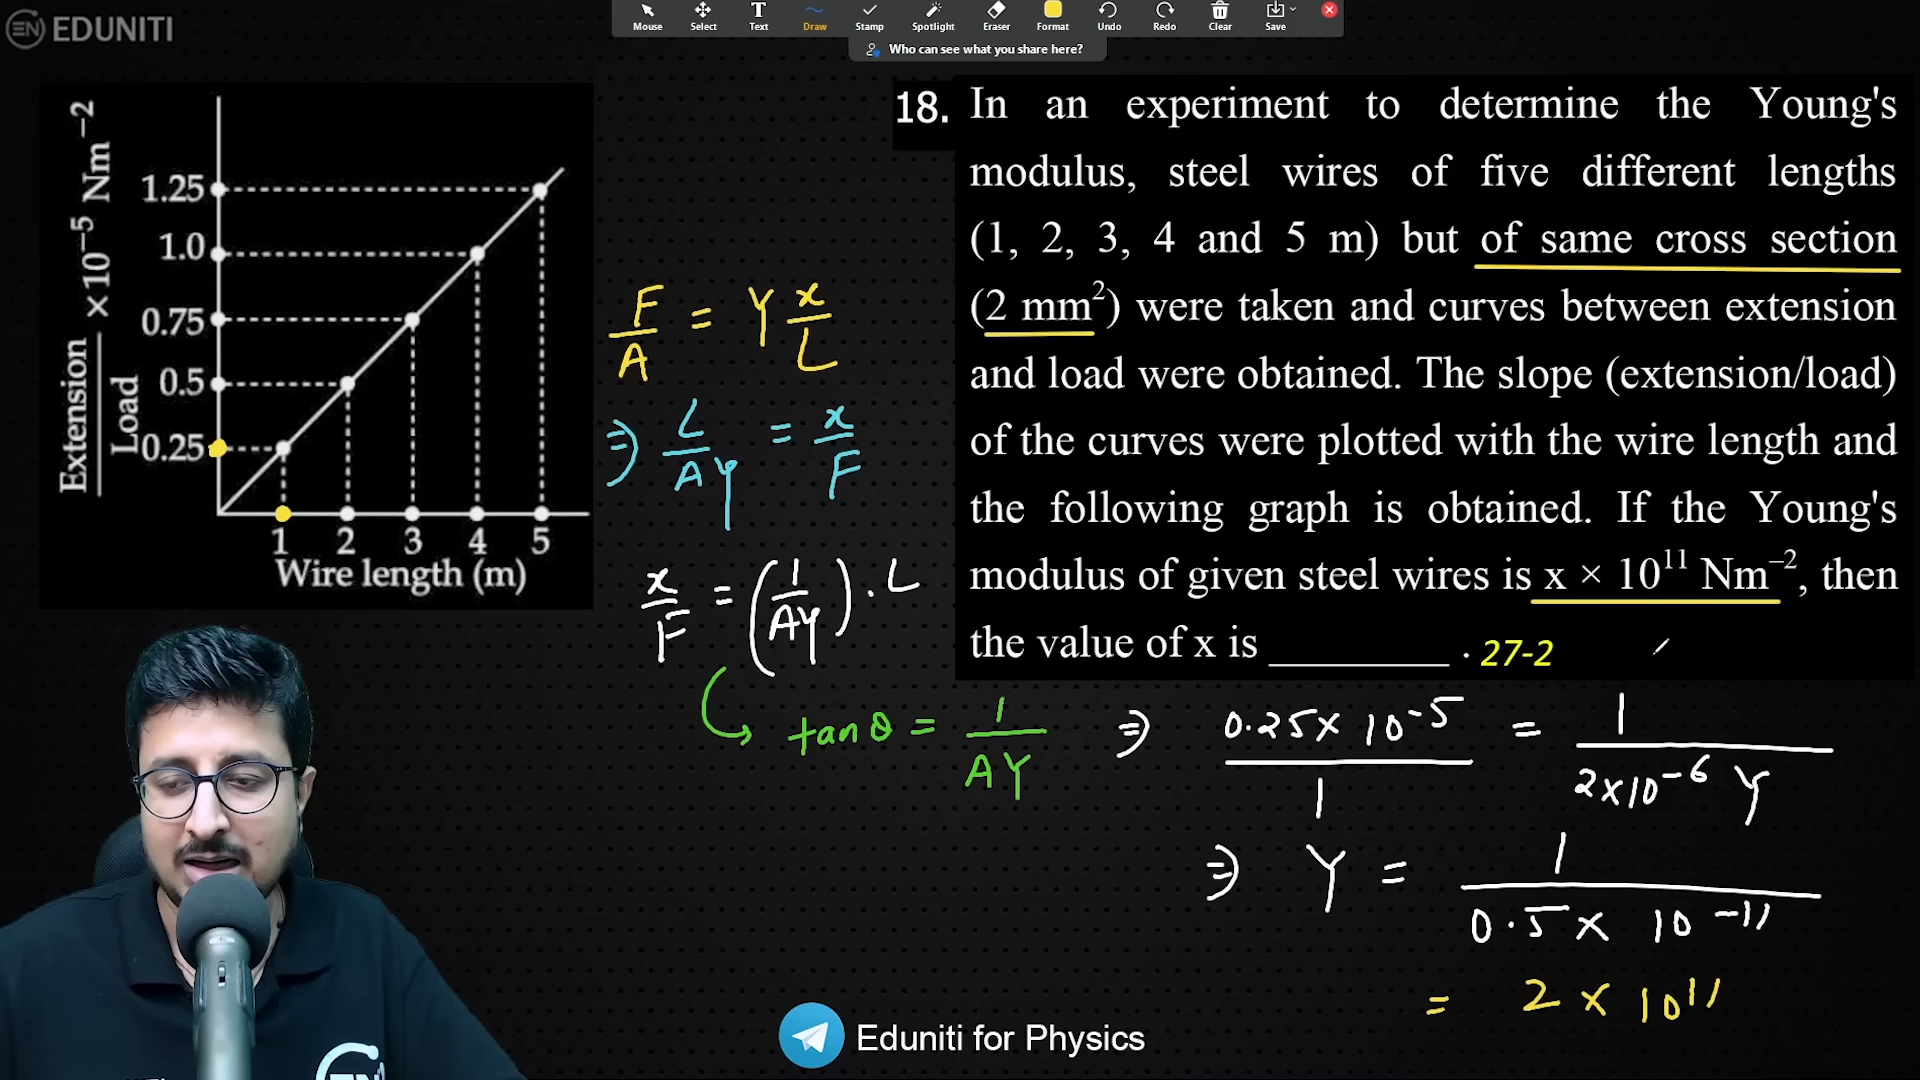 EDUNITI
Mouse Select Text Draw Stamp Spotlight Eraser Format Undo Redo Clear Save
Who can see what you share here?
Extension
Load
×10⁻⁵ Nm⁻²
1.25
1.0
0.75
0.5
0.25
1 2 3 4 5
Wire length (m)
F/A = Y x/L
⇒ L/AY = x/F
x/F = (1/AY) . L
tanθ = 1/AY
18. In an experiment to determine the Young's
modulus, steel wires of five different lengths
(1, 2, 3, 4 and 5 m) but of same cross section
(2 mm²) were taken and curves between extension
and load were obtained. The slope (extension/load)
of the curves were plotted with the wire length and
the following graph is obtained. If the Young's
modulus of given steel wires is x × 10¹¹ Nm⁻², then
the value of x is ________ . 27-2
⇒ 0.25 × 10⁻⁵/1 = 1/2×10⁻⁶ Y
⇒ Y = 1/0.5 × 10⁻¹¹
= 2 × 10¹¹
Eduniti for Physics